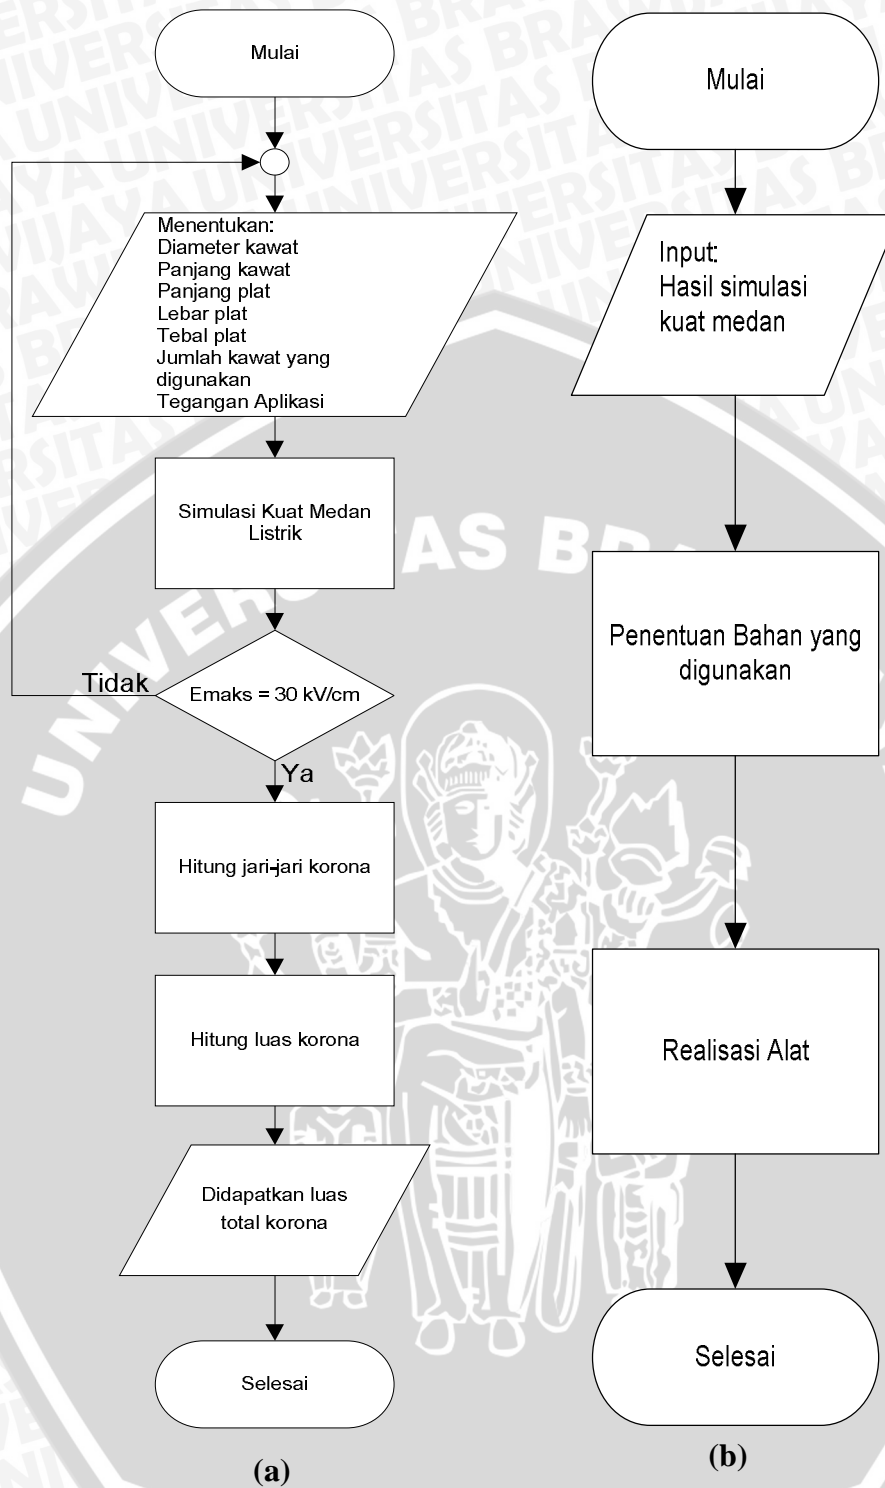 Mulai
Menentukan:
Diameter kawat
Panjang kawat
Panjang plat
Lebar plat
Tebal plat
Jumlah kawat yang
digunakan
Tegangan Aplikasi
Simulasi Kuat Medan
Listrik
Tidak
Emaks = 30 kV/cm
Ya
Hitung jari-jari korona
Hitung luas korona
Didapatkan luas
total korona
Selesai
(a)
Mulai
Input:
Hasil simulasi
kuat medan
Penentuan Bahan yang
digunakan
Realisasi Alat
Selesai
(b)
UNIVERSITAS BRA